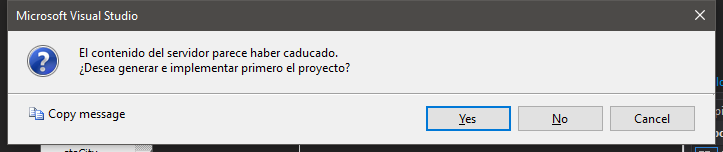 Microsoft Visual Studio
El contenido del servidor parece haber caducado.
¿Desea generar e implementar primero el proyecto?
Copy message
Yes
No
Cancel